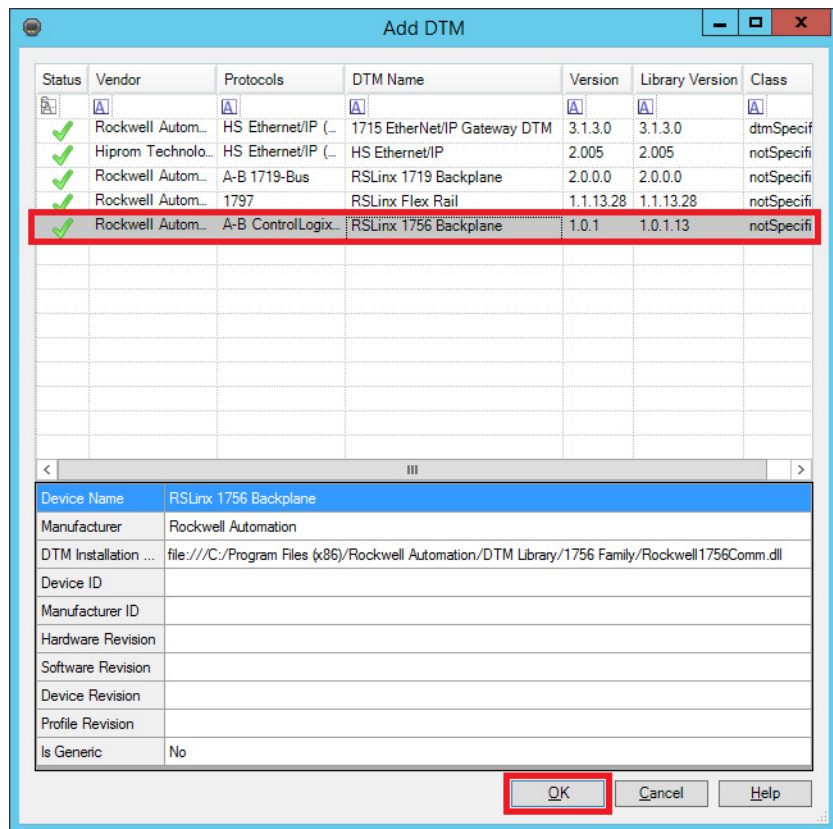 Add DTM
Status Vendor Protocols DTM Name Version Library Version Class
Rockwell Autom... HS Ethernet/IP (... 1715 EtherNet/IP Gateway DTM 3.1.3.0 3.1.3.0 dtmSpecif
Hiprom Technolo... HS Ethernet/IP (... HS Ethernet/IP 2.005 2.005 notSpecifi
Rockwell Autom... A-B 1719-Bus RSLinx 1719 Backplane 2.0.0.0 2.0.0.0 notSpecifi
Rockwell Autom... 1797 RSLinx Flex Rail 1.1.13.28 1.1.13.28 notSpecifi
Rockwell Autom... A-B ControlLogix... RSLinx 1756 Backplane 1.0.1 1.0.1.13 notSpecifi
Device Name RSLinx 1756 Backplane
Manufacturer Rockwell Automation
DTM Installation ... file:///C:/Program Files (x86)/Rockwell Automation/DTM Library/1756 Family/Rockwell1756Comm.dll
Device ID
Manufacturer ID
Hardware Revision
Software Revision
Device Revision
Profile Revision
Is Generic No
OK Cancel Help